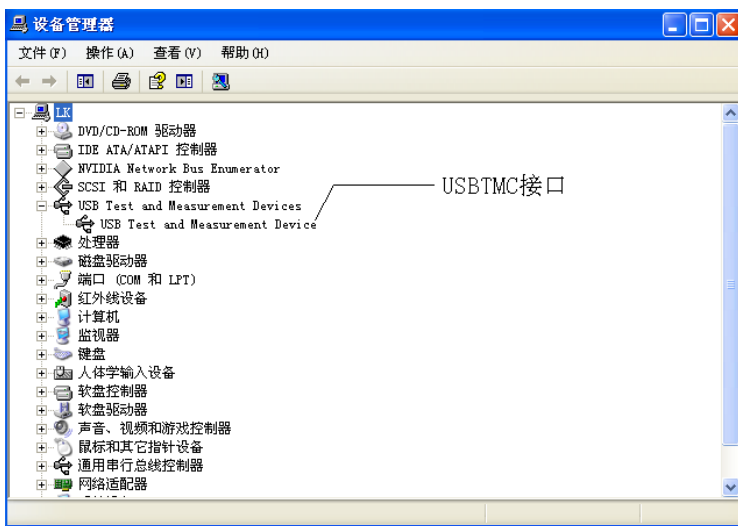 设备管理器
文件(F) 操作(A) 查看(V) 帮助(H)
LK
DVD/CD-ROM 驱动器
IDE ATA/ATAPI 控制器
NVIDIA Network Bus Enumerator
SCSI 和 RAID 控制器
USB Test and Measurement Devices
USBTMC接口
USB Test and Measurement Device
处理器
磁盘驱动器
端口 (COM 和 LPT)
红外线设备
计算机
监视器
键盘
人体学输入设备
软盘控制器
软盘驱动器
声音、视频和游戏控制器
鼠标和其它指针设备
通用串行总线控制器
网络适配器